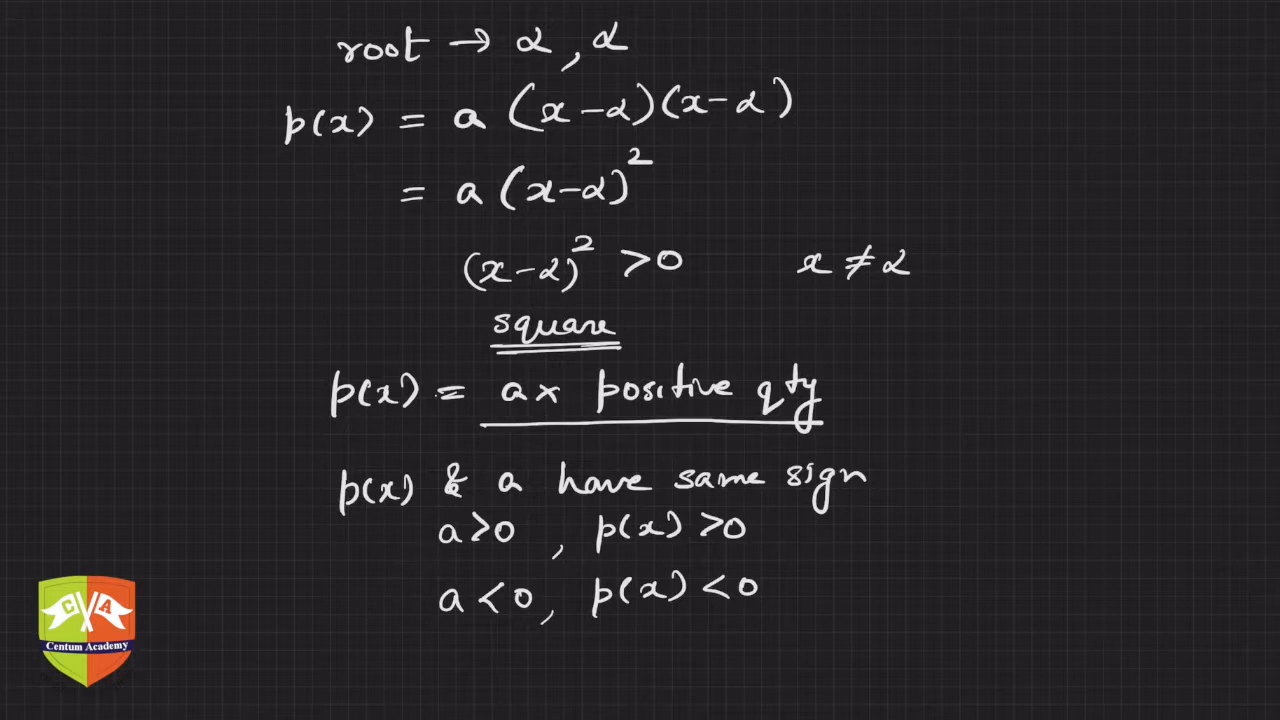 root → α, α
p(x) = a (x-α)(x-α)
= a (x-α)²
(x-α)² >0 x ≠ α
square
p(x) = a× positive qty
p(x) & a have same sign
a>0, p(x) >0
a<0, p(x) <0
C A
Centum Academy